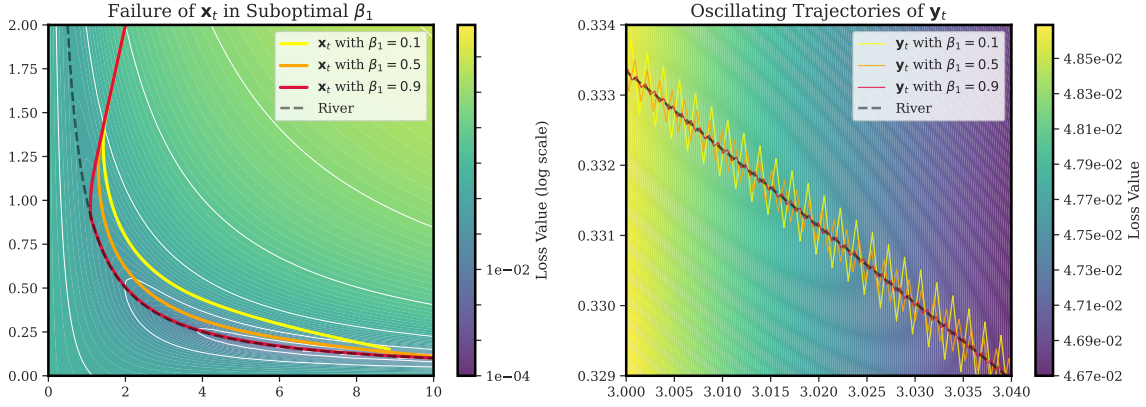 Failure of x_t in Suboptimal β_1
2.00
1.75
1.50
1.25
1.00
0.75
0.50
0.25
0.00
0
2
4
6
8
10
x_t with β_1 = 0.1
x_t with β_1 = 0.5
x_t with β_1 = 0.9
River
1e−02
1e−04
Loss Value (log scale)
Oscillating Trajectories of y_t
0.334
0.333
0.332
0.331
0.330
0.329
3.000
3.005
3.010
3.015
3.020
3.025
3.030
3.035
3.040
y_t with β_1 = 0.1
y_t with β_1 = 0.5
y_t with β_1 = 0.9
River
4.85e-02
4.83e-02
4.81e-02
4.79e-02
4.77e-02
4.75e-02
4.73e-02
4.71e-02
4.69e-02
4.67e-02
Loss Value